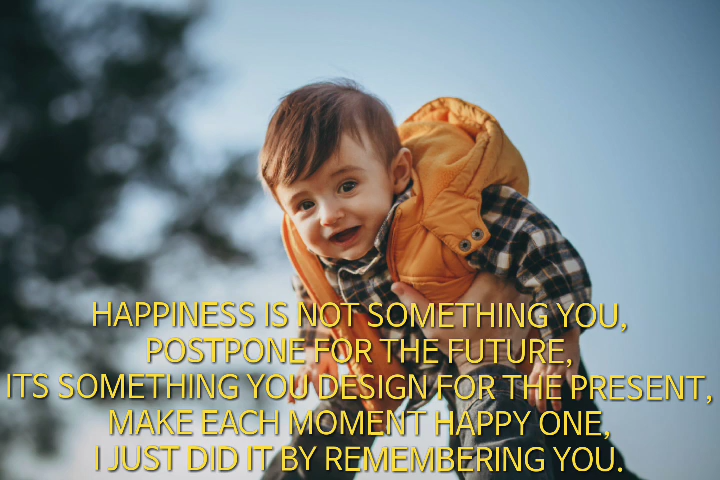 HAPPINESS IS NOT SOMETHING YOU,
POSTPONE FOR THE FUTURE,
ITS SOMETHING YOU DESIGN FOR THE PRESENT,
MAKE EACH MOMENT HAPPY ONE,
I JUST DID IT BY REMEMBERING YOU.